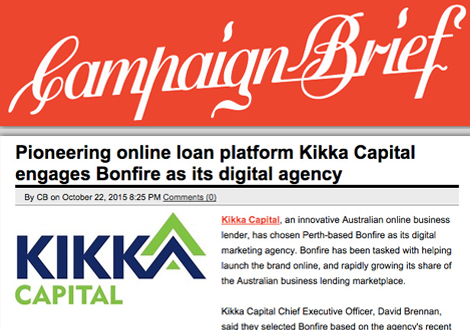 Campaign Brief
Pioneering online loan platform Kikka Capital
engages Bonfire as its digital agency
By CB on October 22, 2015 8:25 PM Comments (0)
KIKKA
CAPITAL
Kikka Capital, an innovative Australian online business
lender, has chosen Perth-based Bonfire as its digital
marketing agency. Bonfire has been tasked with helping
launch the brand online, and rapidly growing its share of
the Australian business lending marketplace.
Kikka Capital Chief Executive Officer, David Brennan,
said they selected Bonfire based on the agency's recent